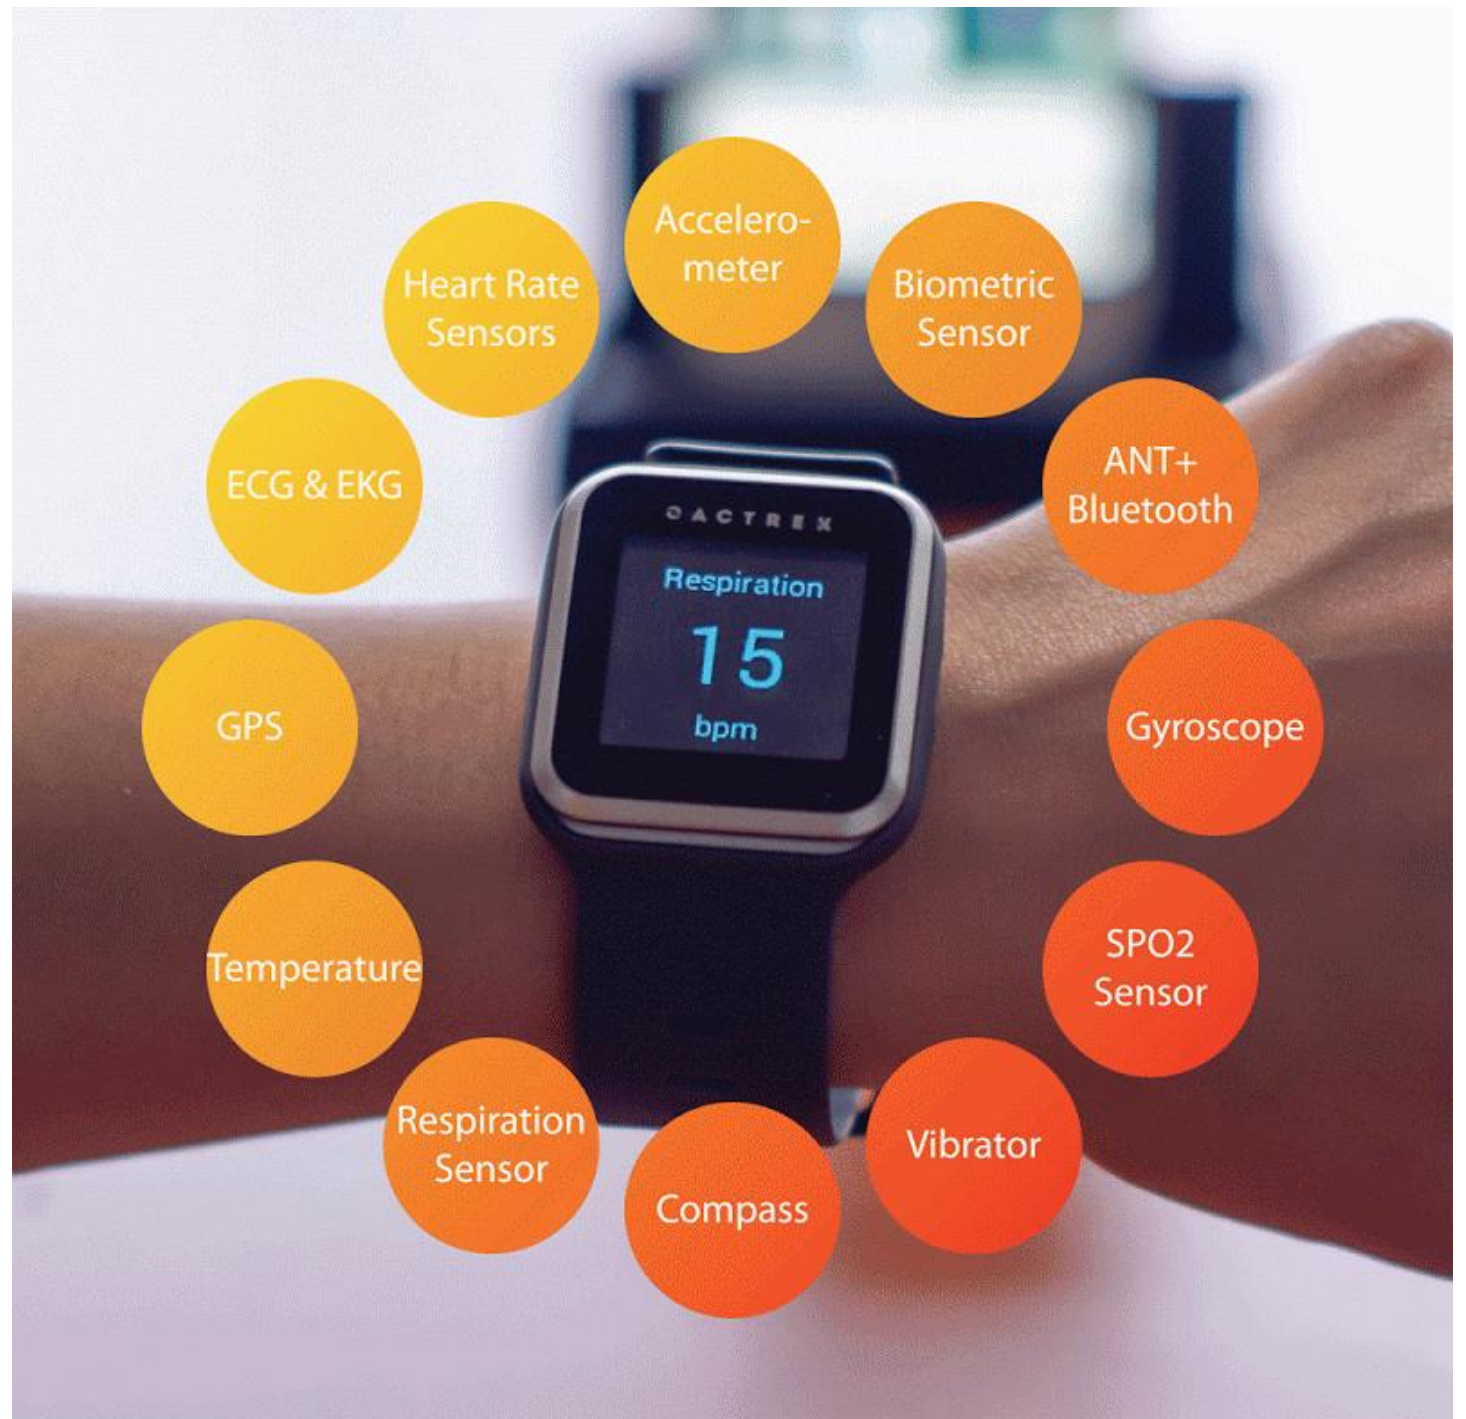 Accelero-
meter
Heart Rate
Sensors
Biometric
Sensor
ECG & EKG
ANT+
Bluetooth
ACTREX
Respiration
15
bpm
GPS
Gyroscope
Temperature
SPO2
Sensor
Respiration
Sensor
Vibrator
Compass